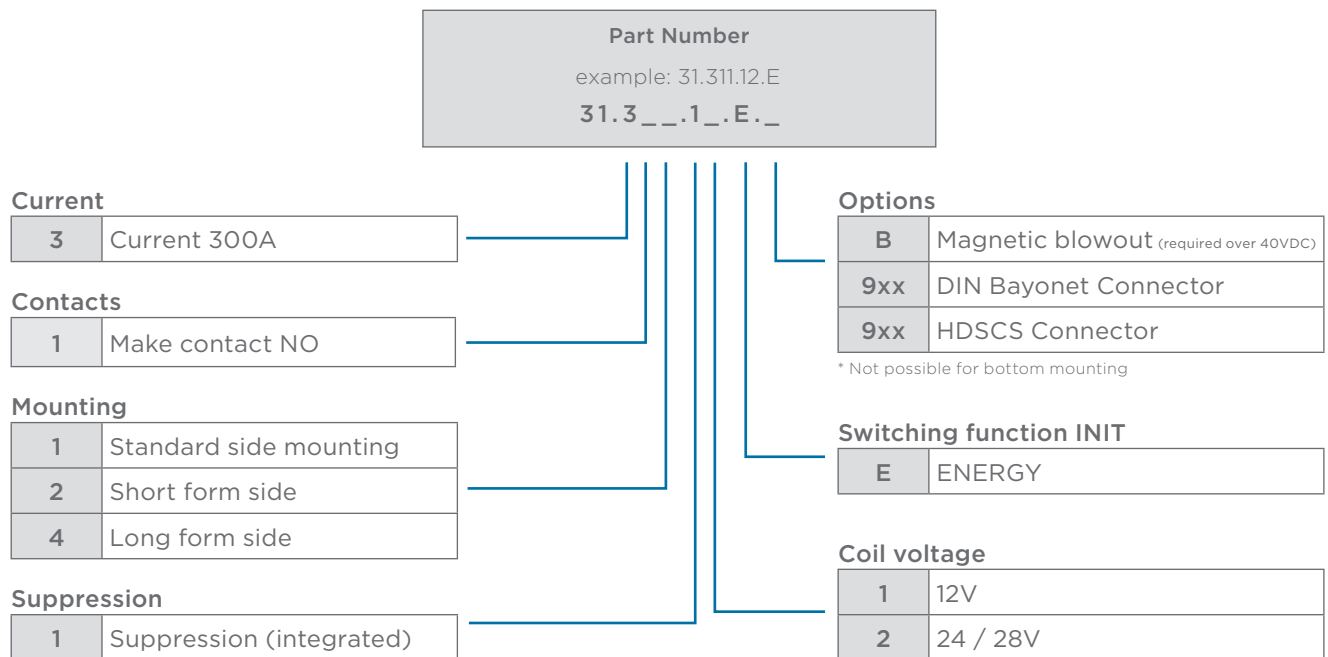 Part Number
example: 31.311.12.E
31.3__.1_.E._
Current
3 Current 300A
Contacts
1 Make contact NO
Mounting
1 Standard side mounting
2 Short form side
4 Long form side
Suppression
1 Suppression (integrated)
Options
B Magnetic blowout (required over 40VDC)
9xx DIN Bayonet Connector
9xx HDSCS Connector
* Not possible for bottom mounting
Switching function INIT
E ENERGY
Coil voltage
1 12V
2 24 / 28V